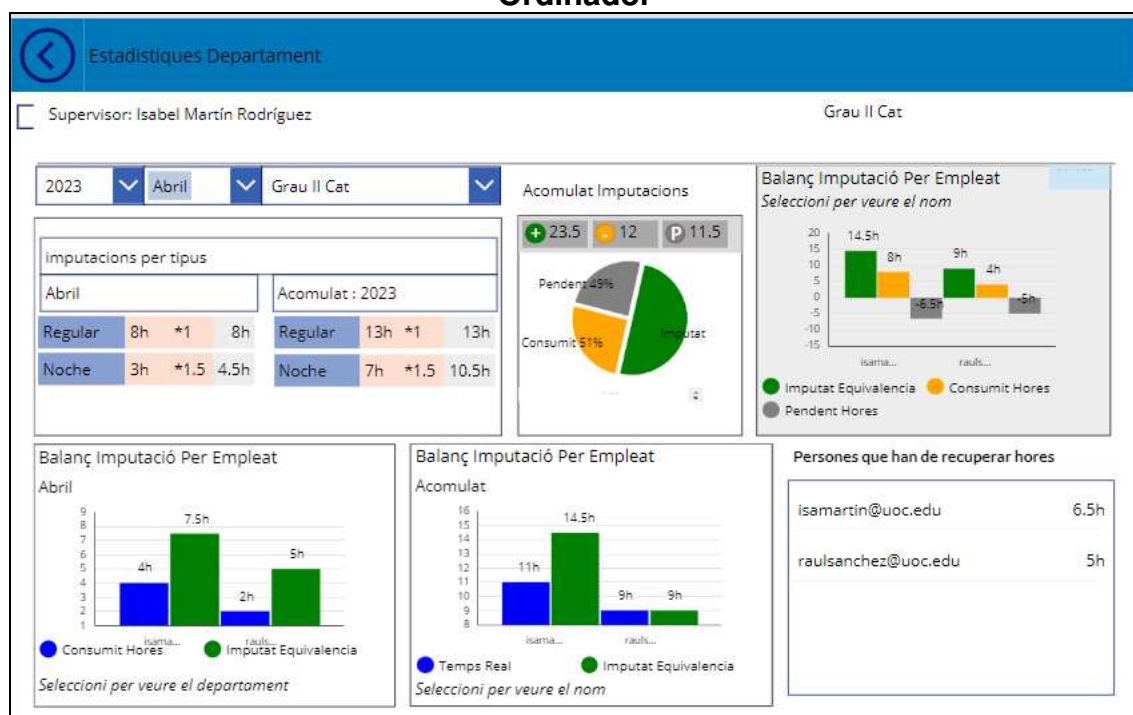 Ordinador
Estadistiques Departament
Supervisor: Isabel Martín Rodríguez
Grau II Cat
2023
Abril
Grau II Cat
imputacions per tipus
Abril
Acumulat : 2023
Regular 8h *1 8h
Regular 13h *1 13h
Noche 3h *1.5 4.5h
Noche 7h *1.5 10.5h
Acomulat Imputacions
+ 23.5 - 12 P 11.5
Pendent 49%
Imputat
Consumit 51%
Balanç Imputació Per Empleat
Seleccioni per veure el nom
20
15
10
5
0
-5
-10
-15
14.5h
8h
-6.5h
9h
4h
-5h
isama...
rauls...
Imputat Equivalencia
Consumit Hores
Pendent Hores
Balanç Imputació Per Empleat
Abril
9
8
7
6
5
4
3
2
1
4h
7.5h
2h
5h
isama...
rauls...
Consumit Hores
Imputat Equivalencia
Seleccioni per veure el departament
Balanç Imputació Per Empleat
Acomulat
16
15
14
13
12
11
10
9
8
11h
14.5h
9h
9h
isama...
rauls...
Temps Real
Imputat Equivalencia
Seleccioni per veure el nom
Persones que han de recuperar hores
isamartin@uoc.edu 6.5h
raulsanchez@uoc.edu 5h